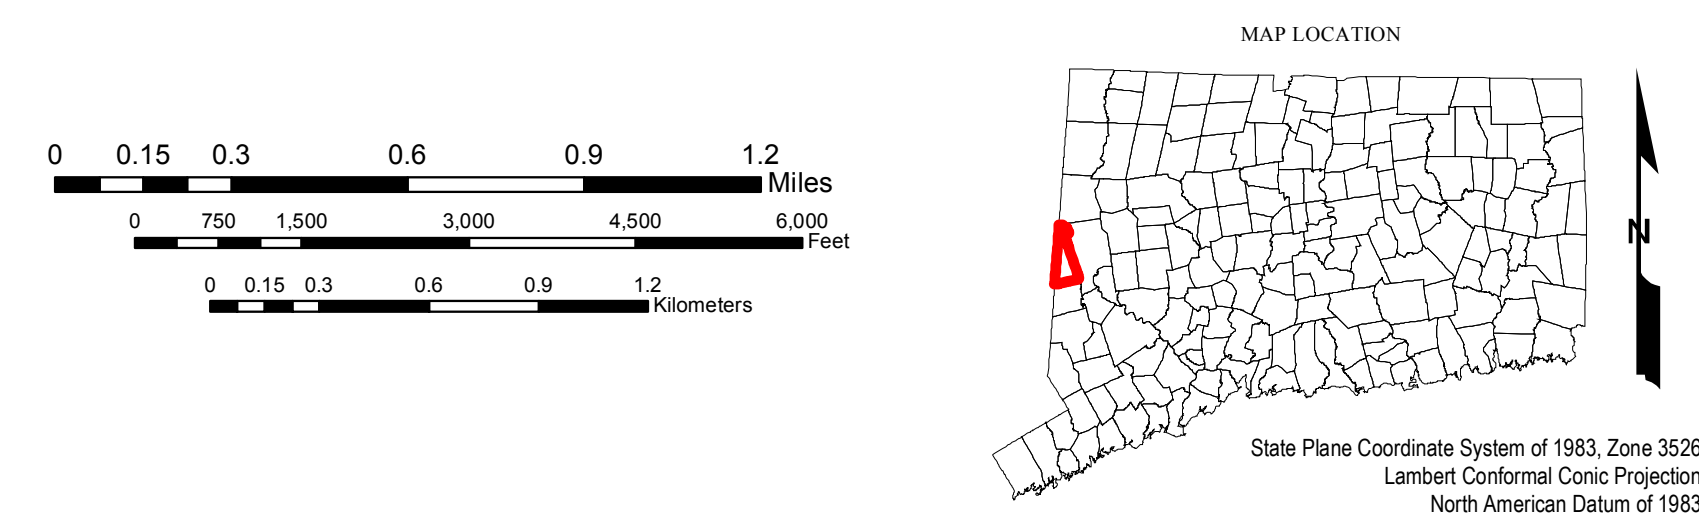 0 0.15 0.3 0.6 0.9 1.2
Miles
0 750 1,500 3,000 4,500 6,000
Feet
0 0.15 0.3 0.6 0.9 1.2
Kilometers
MAP LOCATION
N
State Plane Coordinate System of 1983, Zone 3526
Lambert Conformal Conic Projection
North American Datum of 1983